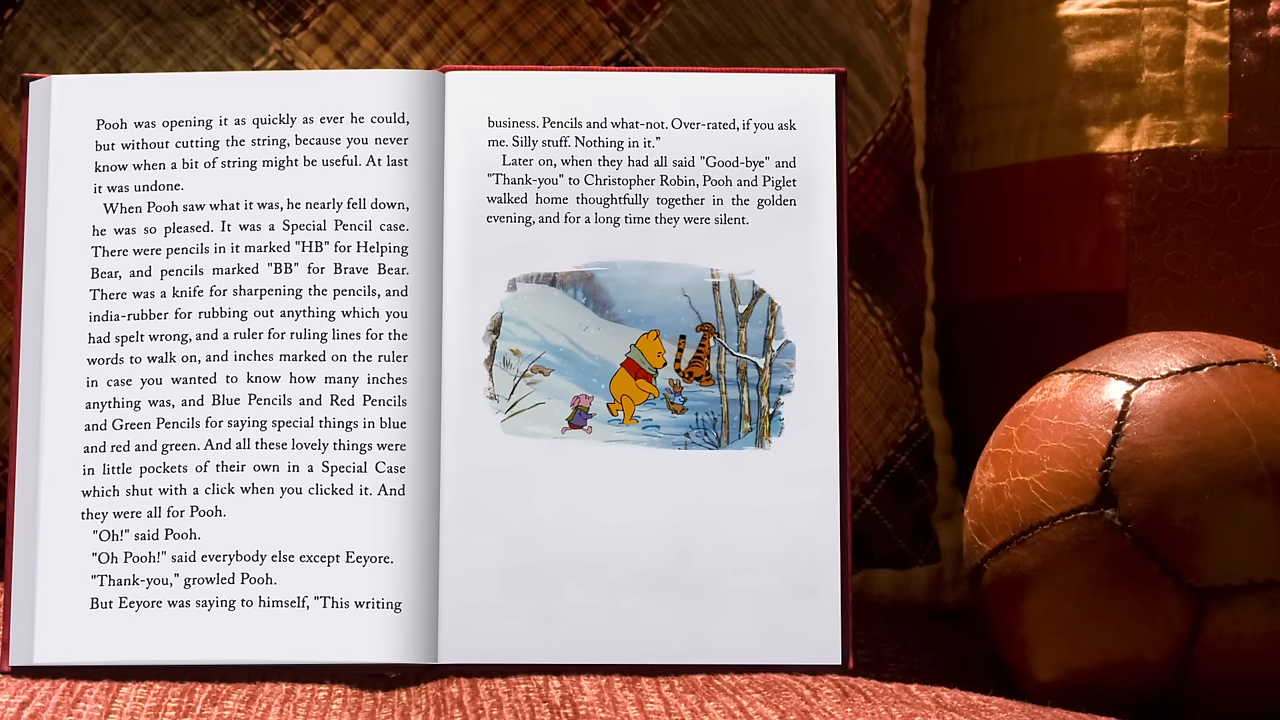 Pooh was opening it as quickly as ever he could,
but without cutting the string, because you never
know when a bit of string might be useful. At last
it was undone.
When Pooh saw what it was, he nearly fell down,
he was so pleased. It was a Special Pencil case.
There were pencils in it marked "HB" for Helping
Bear, and pencils marked "BB" for Brave Bear.
There was a knife for sharpening the pencils, and
india-rubber for rubbing out anything which you
had spelt wrong, and a ruler for ruling lines for the
words to walk on, and inches marked on the ruler
in case you wanted to know how many inches
anything was, and Blue Pencils and Red Pencils
and Green Pencils for saying special things in blue
and red and green. And all these lovely things were
in little pockets of their own in a Special Case
which shut with a click when you clicked it. And
they were all for Pooh.
"Oh!" said Pooh.
"Oh Pooh!" said everybody else except Eeyore.
"Thank-you," growled Pooh.
But Eeyore was saying to himself, "This writing
business. Pencils and what-not. Over-rated, if you ask
me. Silly stuff. Nothing in it.”
Later on, when they had all said "Good-bye" and
"Thank-you" to Christopher Robin, Pooh and Piglet
walked home thoughtfully together in the golden
evening, and for a long time they were silent.